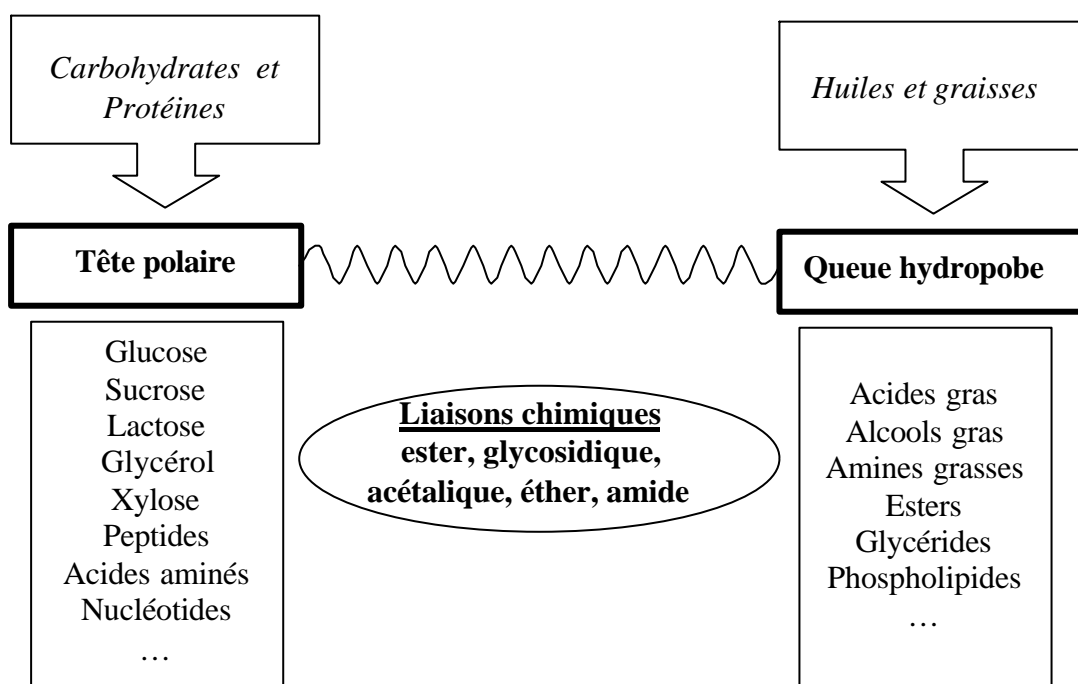 Carbohydrates et
Protéines
Huiles et graisses
Tête polaire
Queue hydropobe
Glucose
Sucrose
Lactose
Glycérol
Xylose
Peptides
Acides aminés
Nucléotides
…
Liaisons chimiques
ester, glycosidique,
acétalique, éther, amide
Acides gras
Alcools gras
Amines grasses
Esters
Glycérides
Phospholipides
…